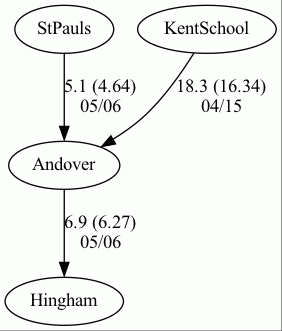 StPauls
KentSchool
5.1 (4.64)
05/06
18.3 (16.34)
04/15
Andover
6.9 (6.27)
05/06
Hingham